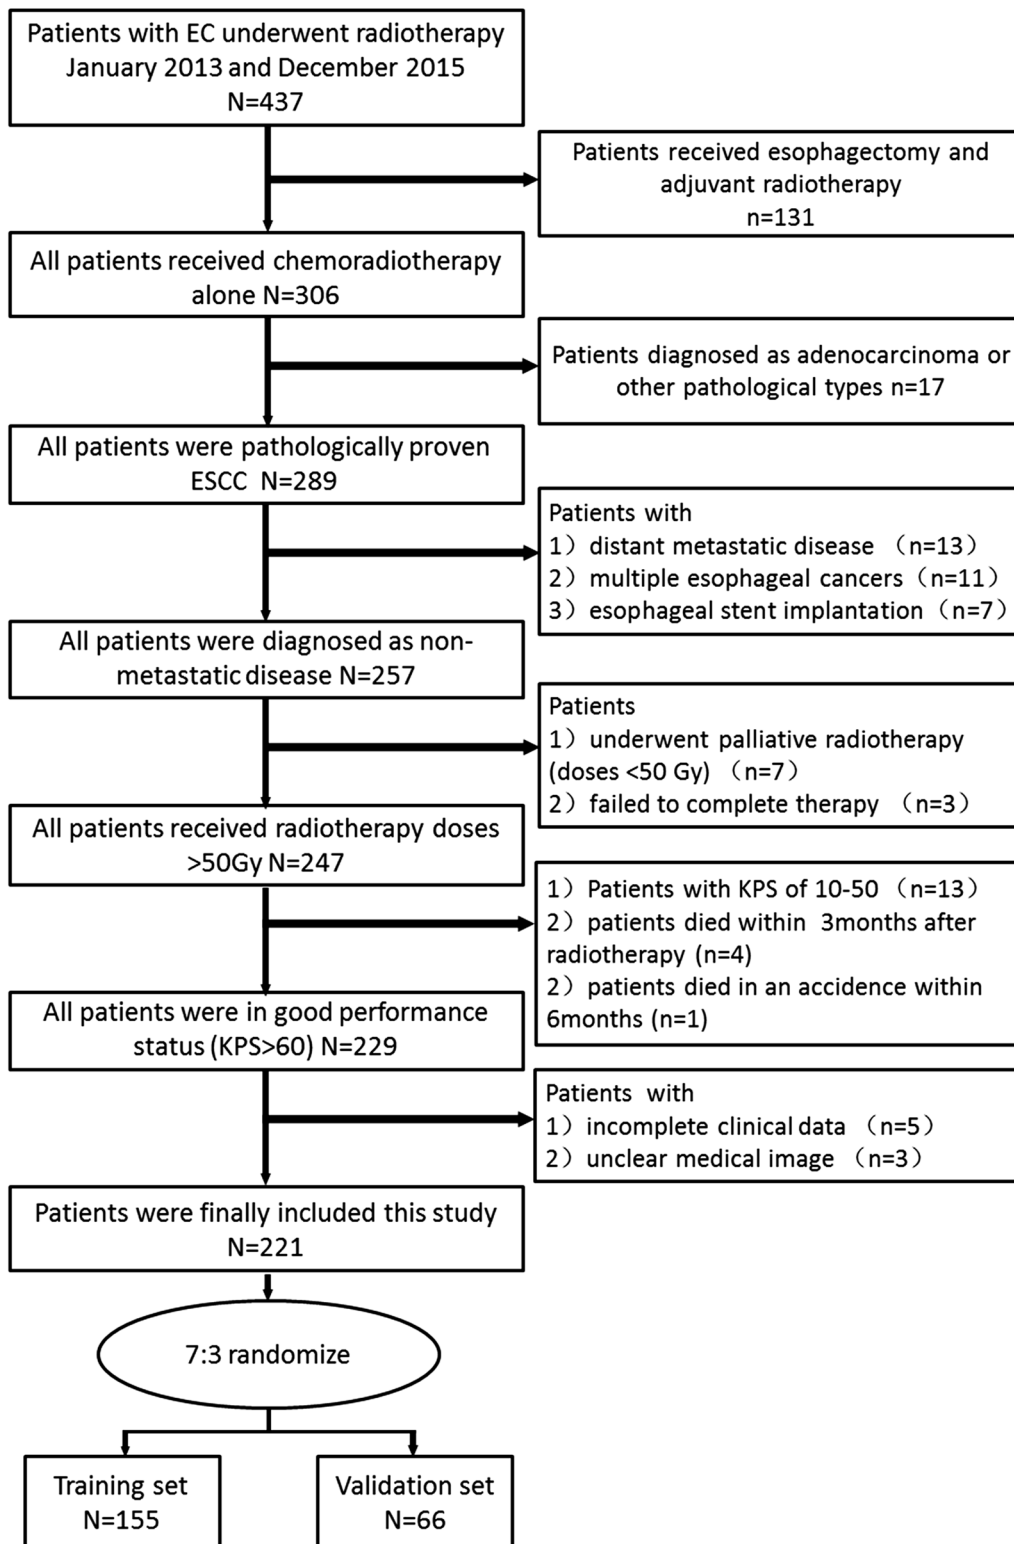 Patients with EC underwent radiotherapy
January 2013 and December 2015
N=437
Patients received esophagectomy and
adjuvant radiotherapy
n=131
All patients received chemoradiotherapy
alone N=306
Patients diagnosed as adenocarcinoma or
other pathological types n=17
All patients were pathologically proven
ESCC N=289
Patients with
1）distant metastatic disease （n=13）
2）multiple esophageal cancers（n=11）
3）esophageal stent implantation（n=7）
All patients were diagnosed as non-
metastatic disease N=257
Patients
1）underwent palliative radiotherapy
(doses <50 Gy) （n=7）
2）failed to complete therapy （n=3）
All patients received radiotherapy doses
>50Gy N=247
1）Patients with KPS of 10-50（n=13）
2）patients died within 3months after
radiotherapy (n=4)
2）patients died in an accidence within
6months (n=1)
All patients were in good performance
status (KPS>60) N=229
Patients with
1）incomplete clinical data （n=5）
2）unclear medical image （n=3）
Patients were finally included this study
N=221
7:3 randomize
Training set
N=155
Validation set
N=66